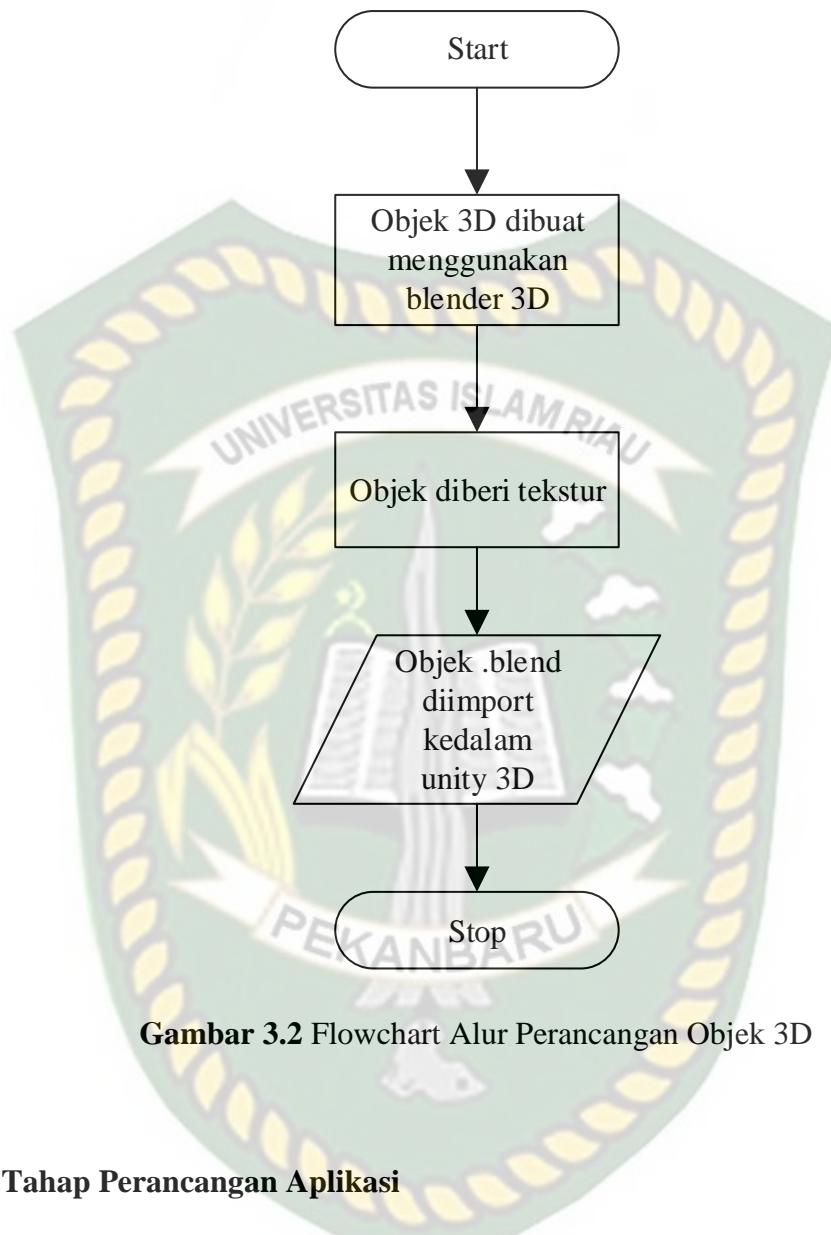 Start
Objek 3D dibuat
menggunakan
blender 3D
UNIVERSITAS ISLAM RIAU
Objek diberi tekstur
Objek .blend
diimport
kedalam
unity 3D
Stop
PEKANBARU
Gambar 3.2 Flowchart Alur Perancangan Objek 3D
Tahap Perancangan Aplikasi